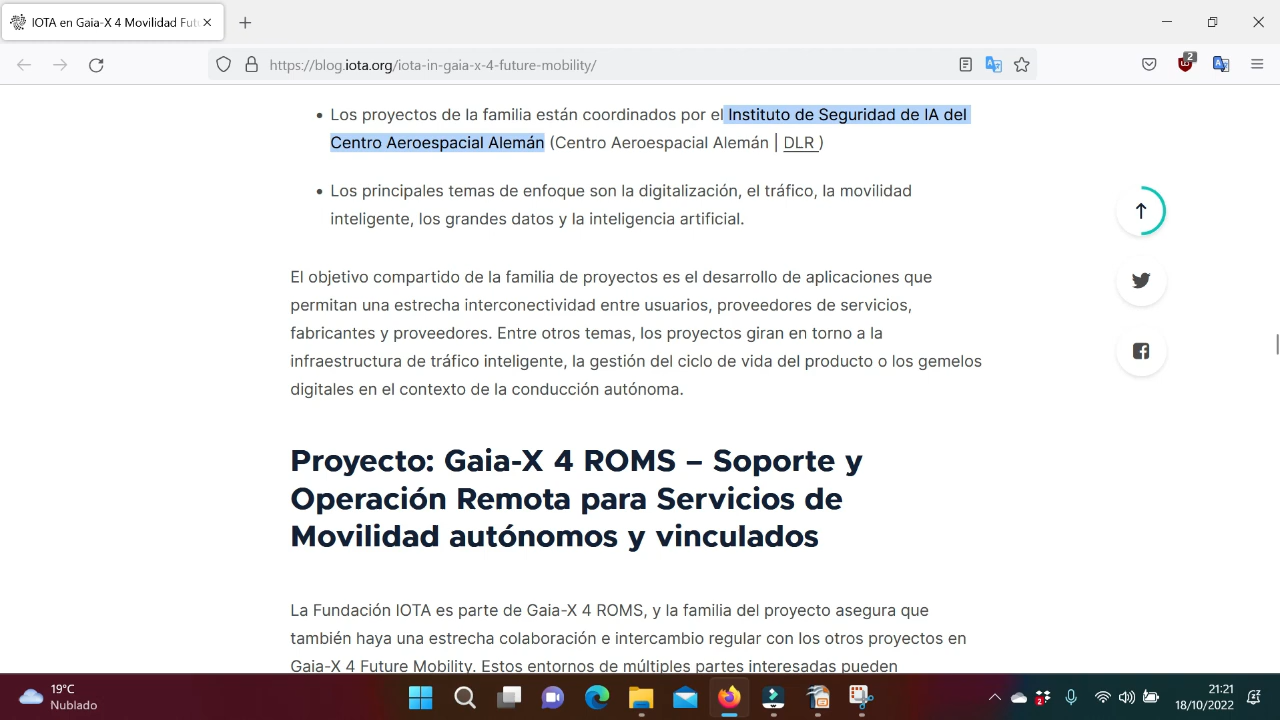 IOTA en Gaia-X 4 Movilidad Fut
https://blog.iota.org/iota-in-gaia-x-4-future-mobility/
2
• Los proyectos de la familia están coordinados por el Instituto de Seguridad de IA del
Centro Aeroespacial Alemán (Centro Aeroespacial Alemán | DLR )
• Los principales temas de enfoque son la digitalización, el tráfico, la movilidad
inteligente, los grandes datos y la inteligencia artificial.
El objetivo compartido de la familia de proyectos es el desarrollo de aplicaciones que
permitan una estrecha interconectividad entre usuarios, proveedores de servicios,
fabricantes y proveedores. Entre otros temas, los proyectos giran en torno a la
infraestructura de tráfico inteligente, la gestión del ciclo de vida del producto o los gemelos
digitales en el contexto de la conducción autónoma.
Proyecto: Gaia-X 4 ROMS – Soporte y
Operación Remota para Servicios de
Movilidad autónomos y vinculados
La Fundación IOTA es parte de Gaia-X 4 ROMS, y la familia del proyecto asegura que
también haya una estrecha colaboración e intercambio regular con los otros proyectos en
Gaia-X 4 Future Mobility. Estos entornos de múltiples partes interesadas pueden
19°C
Nublado
2
21:21
18/10/2022